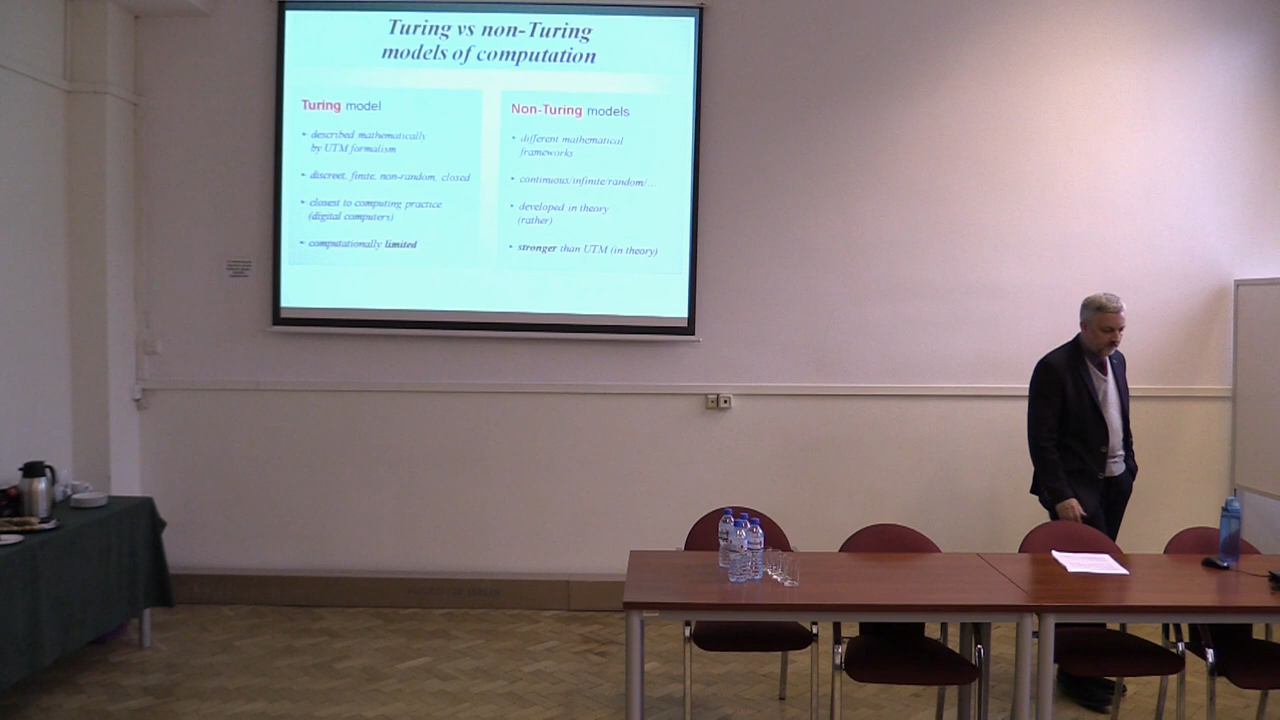 Turing vs non-Turing
models of computation
Turing model
• described mathematically
by UTM formalism
• discreet, finite, non-random, closed
• closest to computing practice
(digital computers)
• computationally limited
Non-Turing models
• different mathematical
frameworks
• continuous/infinite/random/...
• developed in theory
(rather)
• stronger than UTM (in theory)